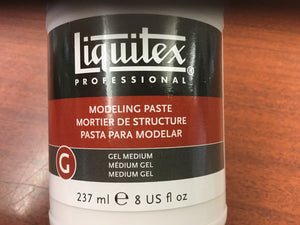 Liquitex®
PROFESSIONAL
MODELING PASTE
MORTIER DE STRUCTURE
PASTA PARA MODELAR
G
GEL MEDIUM
MÉDIUM GEL
MEDIUM GEL
237 ml ℮ 8 US fl oz